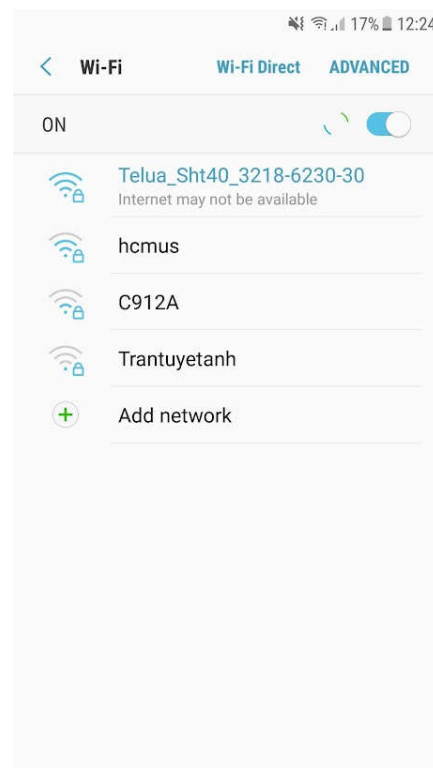 17% 12:24
Wi-Fi Wi-Fi Direct ADVANCED
ON
Telua_Sht40_3218-6230-30
Internet may not be available
hcmus
C912A
Trantuyetanh
Add network